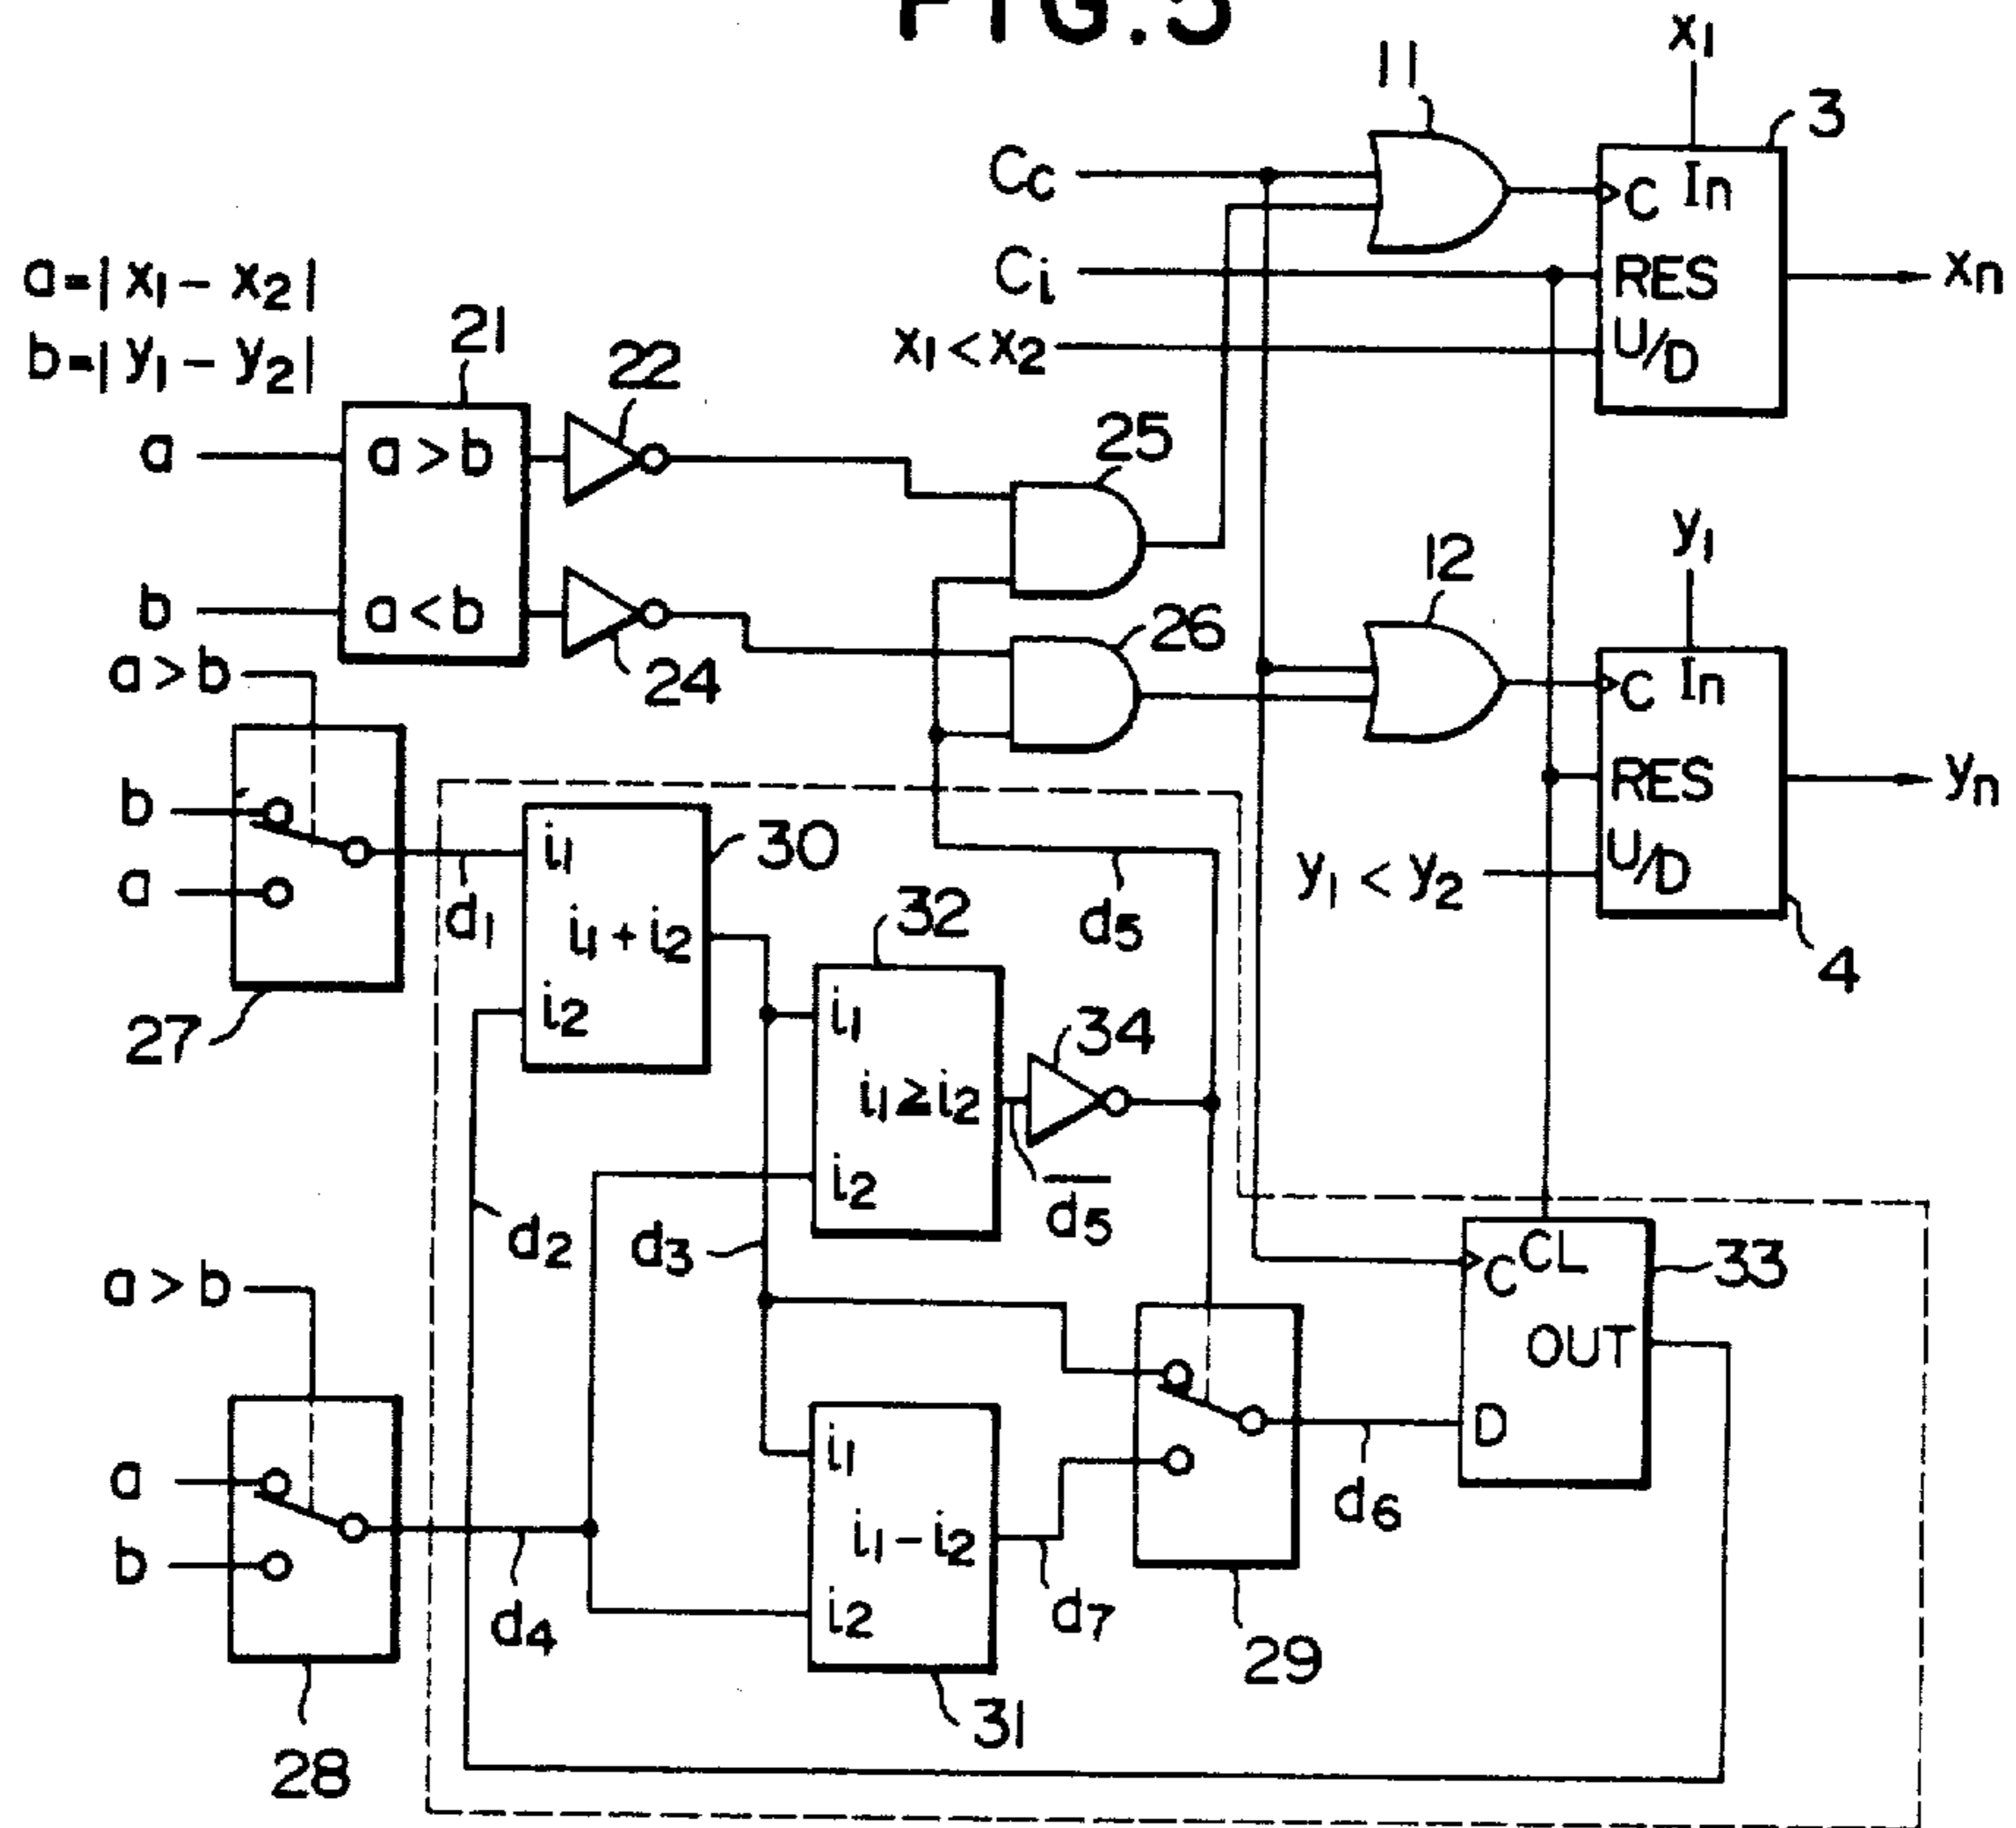 FIG.5
x1
11
3
Cc
C In
Ci
RES
xn
x1 < x2
U/D
a=| x1 - x2 |
b=| y1 - y2 |
21
22
25
a
a > b
b
a < b
24
26
12
y1
C In
RES
yn
U/D
y1 < y2
4
a > b
b
a
27
d1
i1
i1 + i2
i2
30
d5
32
i1
i1 ≥ i2
i2
34
d5
d2
d3
a > b
a
b
28
d4
i1
i1 - i2
i2
31
d7
29
d6
C CL
OUT
D
33